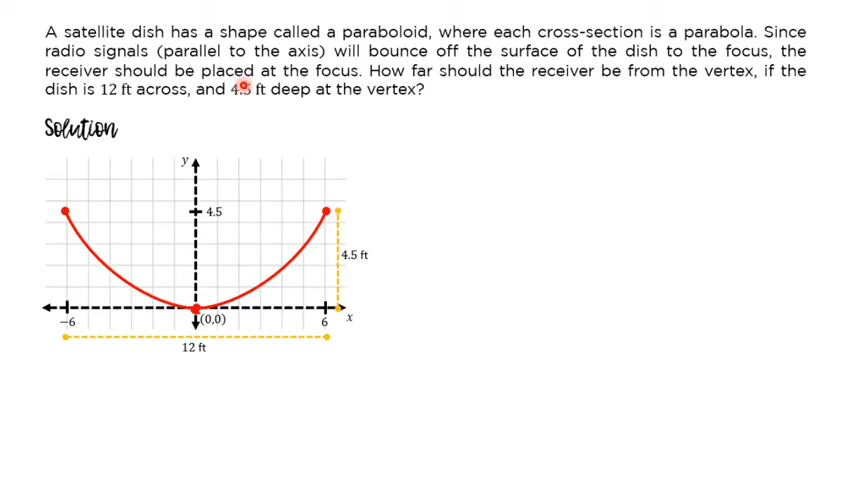 A satellite dish has a shape called a paraboloid, where each cross-section is a parabola. Since
radio signals (parallel to the axis) will bounce off the surface of the dish to the focus, the
receiver should be placed at the focus. How far should the receiver be from the vertex, if the
dish is 12 ft across, and 4.5 ft deep at the vertex?
Solution
y
4.5
4.5 ft
−6
(0,0)
6
x
12 ft